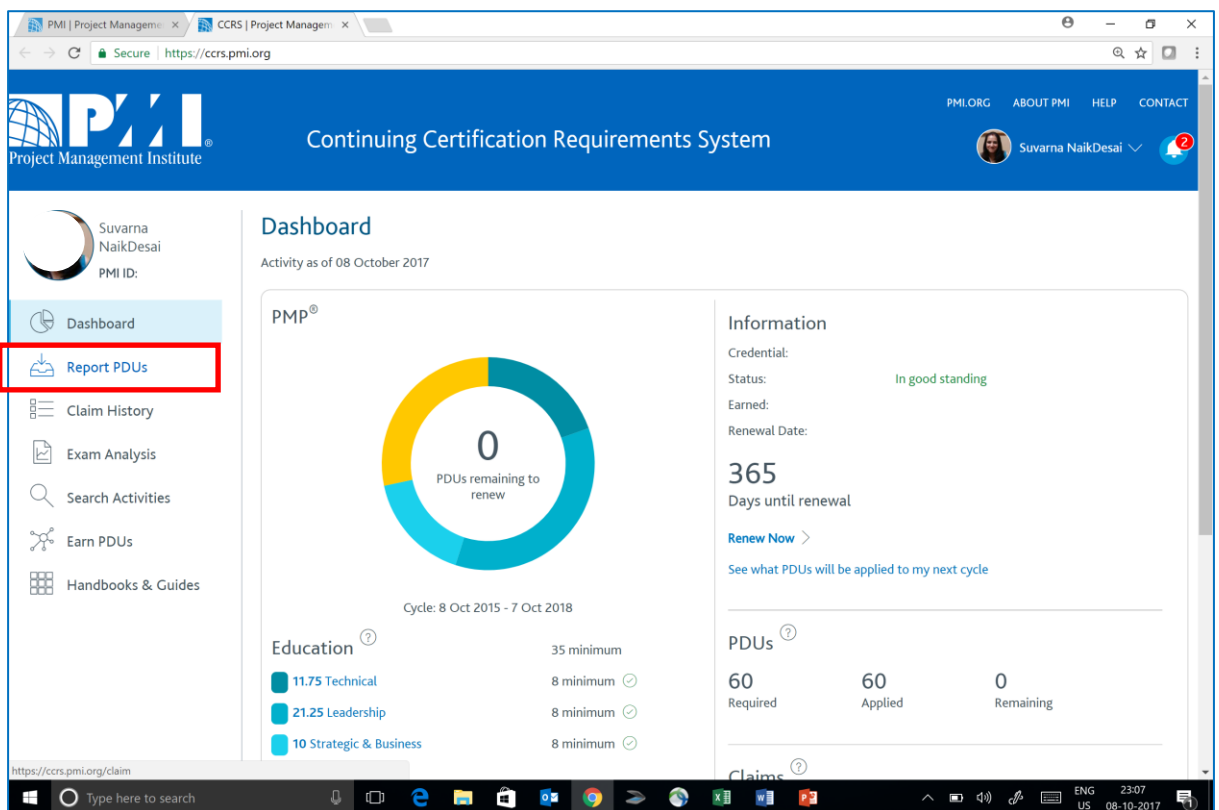 PMI | Project Manageme
CCRS | Project Managem
Secure | https://ccrs.pmi.org
PMI.ORG ABOUT PMI HELP CONTACT
PMI®
Project Management Institute
Continuing Certification Requirements System
Suvarna NaikDesai
2
Suvarna
NaikDesai
PMI ID:
Dashboard
Report PDUs
Claim History
Exam Analysis
Search Activities
Earn PDUs
Handbooks & Guides
Dashboard
Activity as of 08 October 2017
PMP®
0
PDUs remaining to
renew
Cycle: 8 Oct 2015 - 7 Oct 2018
Education ? 35 minimum
11.75 Technical 8 minimum
21.25 Leadership 8 minimum
10 Strategic & Business 8 minimum
Information
Credential:
Status: In good standing
Earned:
Renewal Date:
365
Days until renewal
Renew Now
See what PDUs will be applied to my next cycle
PDUs ?
60 60 0
Required Applied Remaining
Claims ?
https://ccrs.pmi.org/claim
Type here to search
ENG 23:07
US 08-10-2017